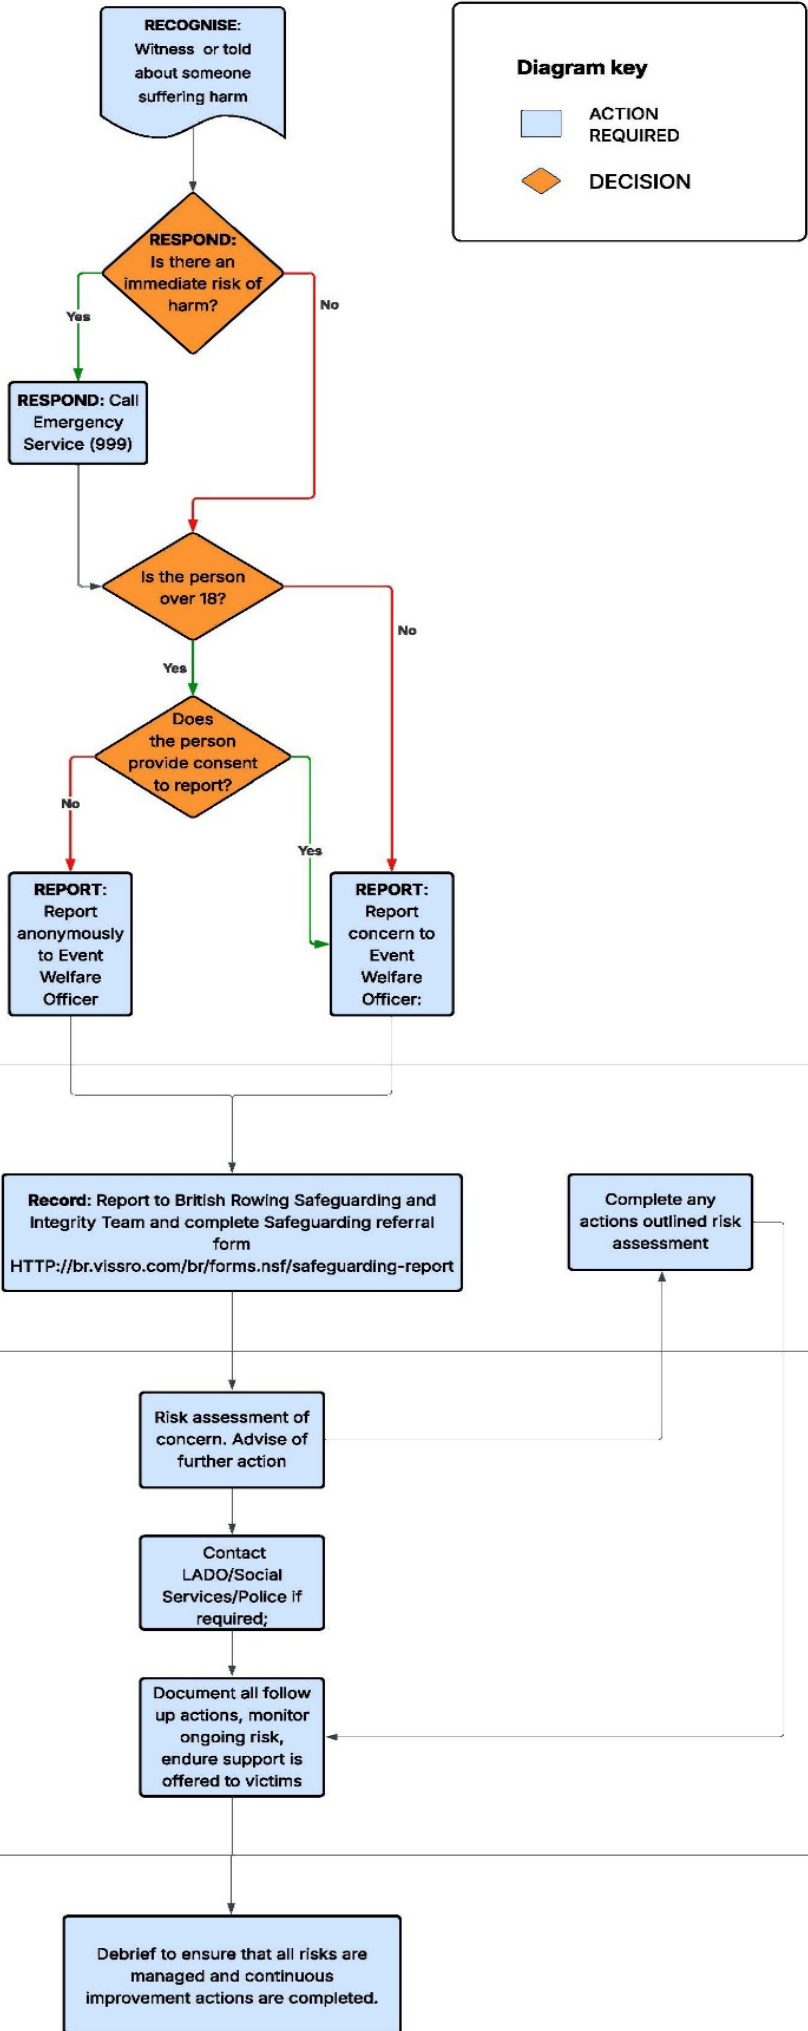 RECOGNISE:
Witness or told
about someone
suffering harm
Diagram key
ACTION
REQUIRED
DECISION
RESPOND:
Is there an
immediate risk of
harm?
Yes
No
RESPOND: Call
Emergency
Service (999)
Is the person
over 18?
No
Yes
Does
the person
provide consent
to report?
No
Yes
REPORT:
Report
anonymously
to Event
Welfare
Officer
REPORT:
Report
concern to
Event
Welfare
Officer:
Record: Report to British Rowing Safeguarding and
Integrity Team and complete Safeguarding referral
form
HTTP://br.vissro.com/br/forms.nsf/safeguarding-report
Complete any
actions outlined risk
assessment
Risk assessment of
concern. Advise of
further action
Contact
LADO/Social
Services/Police if
required;
Document all follow
up actions, monitor
ongoing risk,
endure support is
offered to victims
Debrief to ensure that all risks are
managed and continuous
improvement actions are completed.